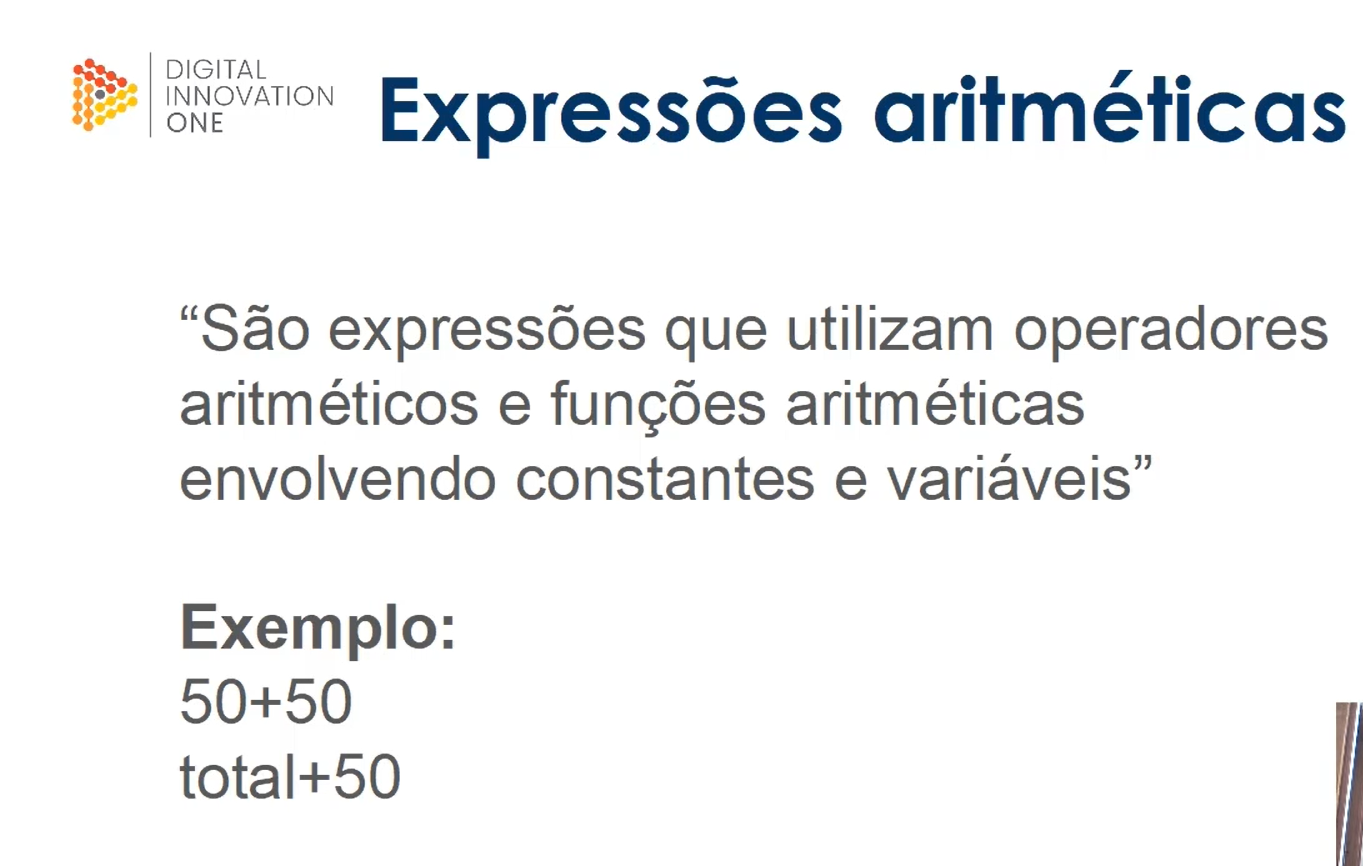 DIGITAL
INNOVATION
ONE
Expressões aritméticas
“São expressões que utilizam operadores
aritméticos e funções aritméticas
envolvendo constantes e variáveis”
Exemplo:
50+50
total+50